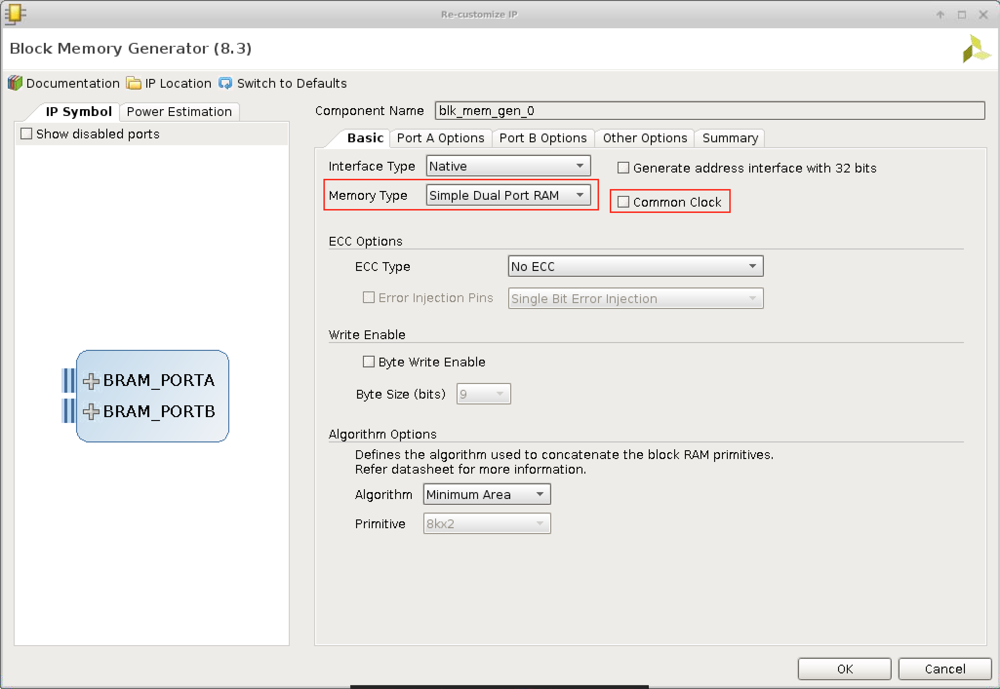 Re-customize IP
Block Memory Generator (8.3)
Documentation IP Location Switch to Defaults
IP Symbol Power Estimation
Show disabled ports
BRAM_PORTA
BRAM_PORTB
Component Name blk_mem_gen_0
Basic Port A Options Port B Options Other Options Summary
Interface Type Native Generate address interface with 32 bits
Memory Type Simple Dual Port RAM Common Clock
ECC Options
ECC Type No ECC
Error Injection Pins Single Bit Error Injection
Write Enable
Byte Write Enable
Byte Size (bits) 9
Algorithm Options
Defines the algorithm used to concatenate the block RAM primitives.
Refer datasheet for more information.
Algorithm Minimum Area
Primitive 8kx2
OK Cancel